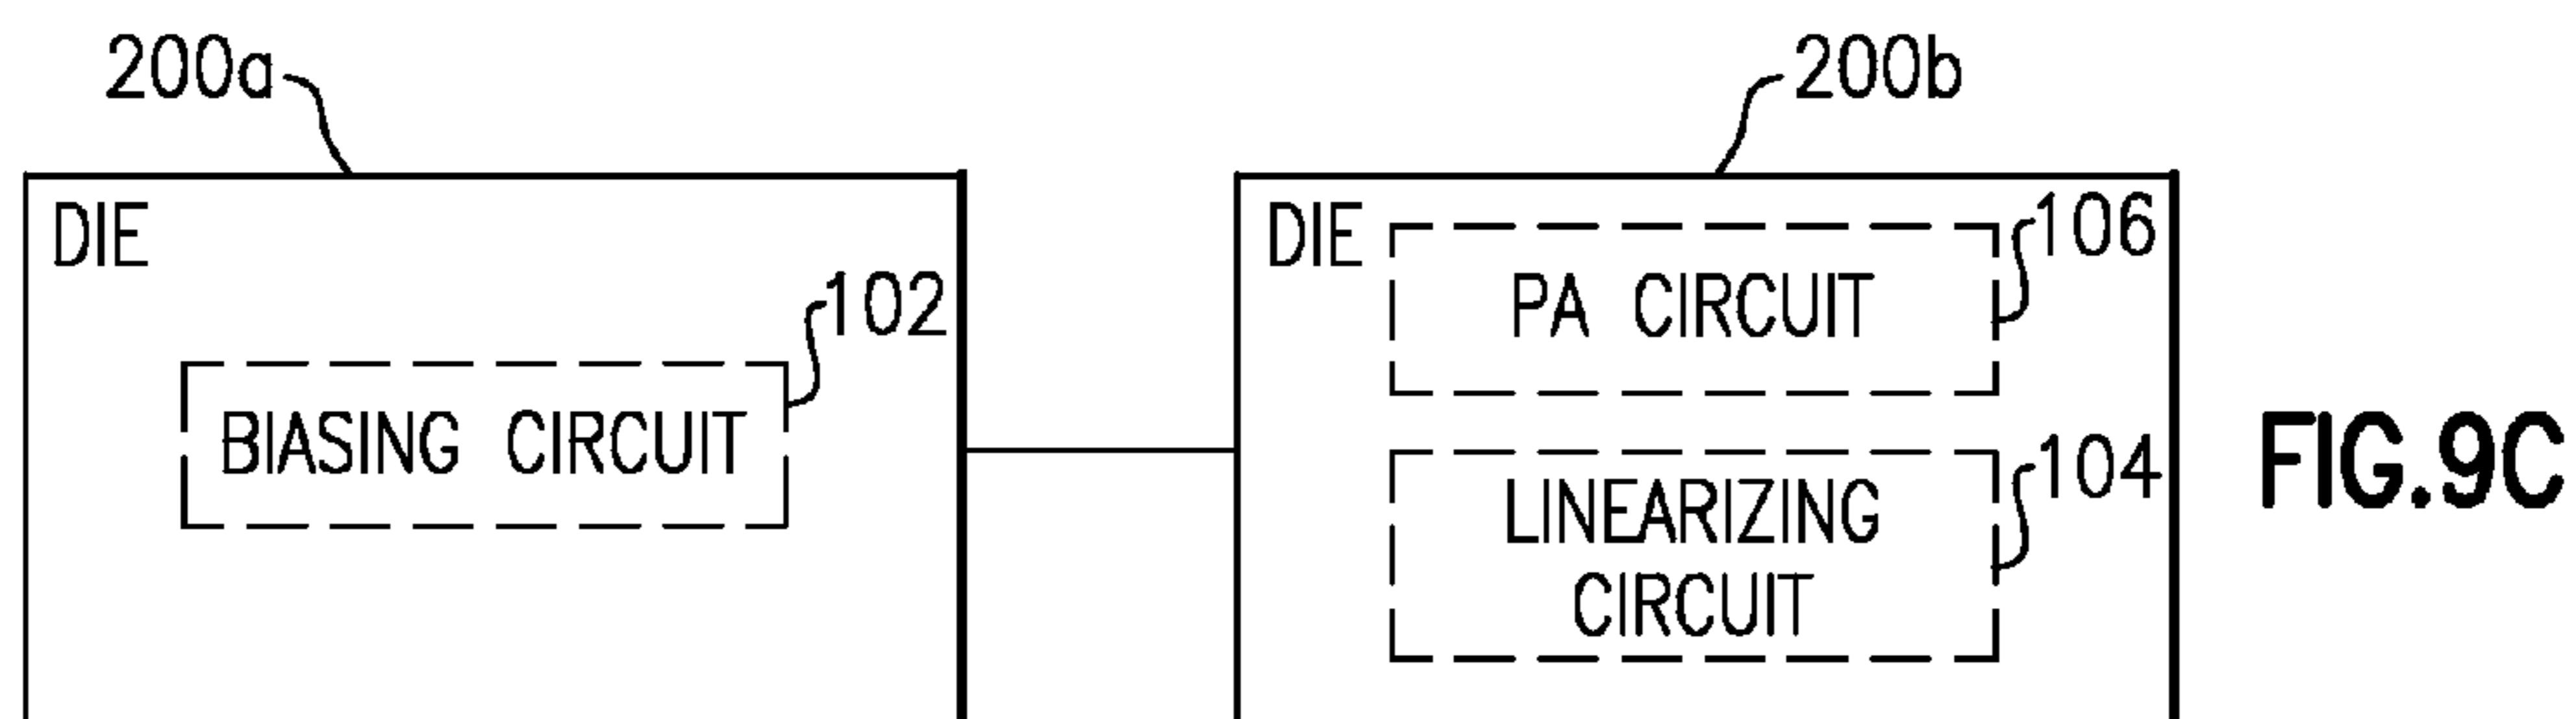 200a
200b
DIE
102
BIASING CIRCUIT
DIE
106
PA CIRCUIT
104
LINEARIZING
CIRCUIT
FIG.9C